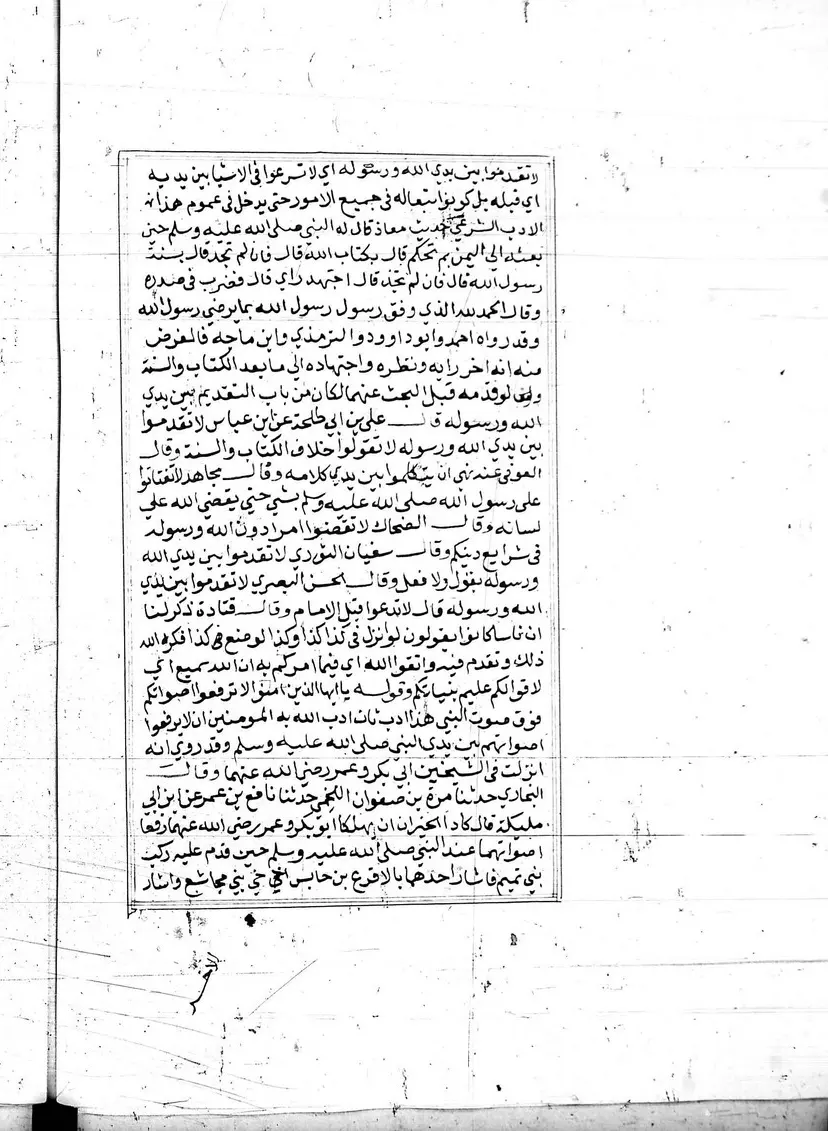 لا تقدموا بين يدي الله ورسوله اي لا تسرعوا في الاشيا بين يديه
اي قبله بل كونوا تبعاله في جميع الامور حتى يدخل في عموم هذا
الادب الشرعي حديث معاذ قال له النبي صلى الله عليه وسلم حين
بعثه الي اليمن بم تحكم قال بكتاب الله قال فان لم تجد قال بسنة
رسول الله قال فان لم تجد قال اجتهد راي قال فضرب في صدره
وقال الحمد لله الذي وفق رسول رسول الله بما يرضي رسول الله
وقد رواه احمد وابو داوود والترمذي وابن ماجه فالغرض
منه انه اخر رايه ونظره واجتهاده الي ما بعد الكتاب والسنة
ولو قدمه قبل البحث عنهما لكان من باب التقديم بين يدي
الله ورسوله قال علي بن ابي طلحة عن ابن عباس لا تقدموا
بين يدي الله ورسوله لا تقولوا خلاف الكتاب والسنة وقال
العوفي عنه نهي ان يتكلموا بين يدي كلامه وقال مجاهد لا تفتاتوا
على رسول الله صلى الله عليه وسلم بشي حتي يقضي الله علي
لسانه وقال الضحاك لا تقضوا امرا دون الله ورسوله
في شرايع دينكم وقال سفيان الثوري لا تقدموا بين يدي الله
ورسوله بقول ولا فعل وقال الحسن البصري لا تقدموا بين يدي
الله ورسوله قال لا تدعوا قبل الامام وقال قتادة ذكر لنا
ان ناسا كانوا يقولون لو انزل في كذا كذا وكذا لو صنع في كذا فكره الله
ذلك وتقدم فيه واتقوا الله اي فيما امركم به ان الله سميع اي
لاقوالكم عليم بنياتكم وقوله يا ايها الذين امنوا لا ترفعوا اصواتكم
فوق صوت النبي هذا ادب ثان ادب الله به المومنين ان لا يرفعوا
اصواتهم بين يدي النبي صلى الله عليه وسلم وقد روي انه
انزلت في الشيخين ابي بكر وعمر رضي الله عنهما وقال
البخاري حدثنا مرة بن صفوان اللخمي حدثنا نافع بن عمر عن ابن ابي
مليكة قال كاد الخيران ان يهلكا ابو بكر وعمر رضي الله عنهما رفعا
اصواتهما عند النبي صلى الله عليه وسلم حين قدم عليه ركب
بني تميم فاشار احدهما بالاقرع بن حابس اخي بني مجاشع واشار
الاخر